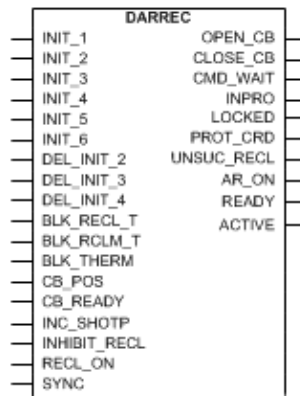 DARREC
INIT_1 OPEN_CB
INIT_2 CLOSE_CB
INIT_3 CMD_WAIT
INIT_4 INPRO
INIT_5 LOCKED
INIT_6 PROT_CRD
DEL_INIT_2 UNSUC_RECL
DEL_INIT_3 AR_ON
DEL_INIT_4 READY
BLK_RECL_T ACTIVE
BLK_RCLM_T
BLK_THERM
CB_POS
CB_READY
INC_SHOTP
INHIBIT_RECL
RECL_ON
SYNC